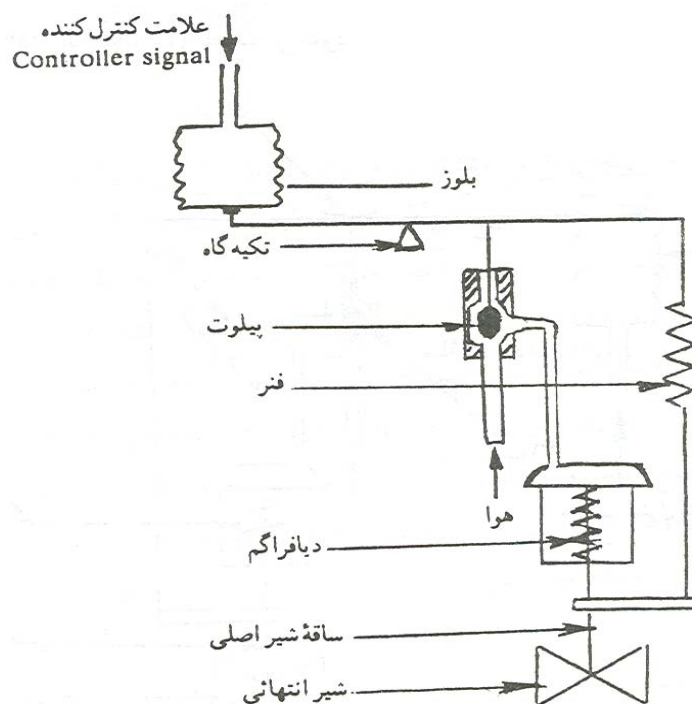 علامت کنترل کننده
Controller signal
بلوز
تکیه گاه
پیلوت
فنر
هوا
دیافراگم
ساقهٔ شیر اصلی
شیر انتهائی